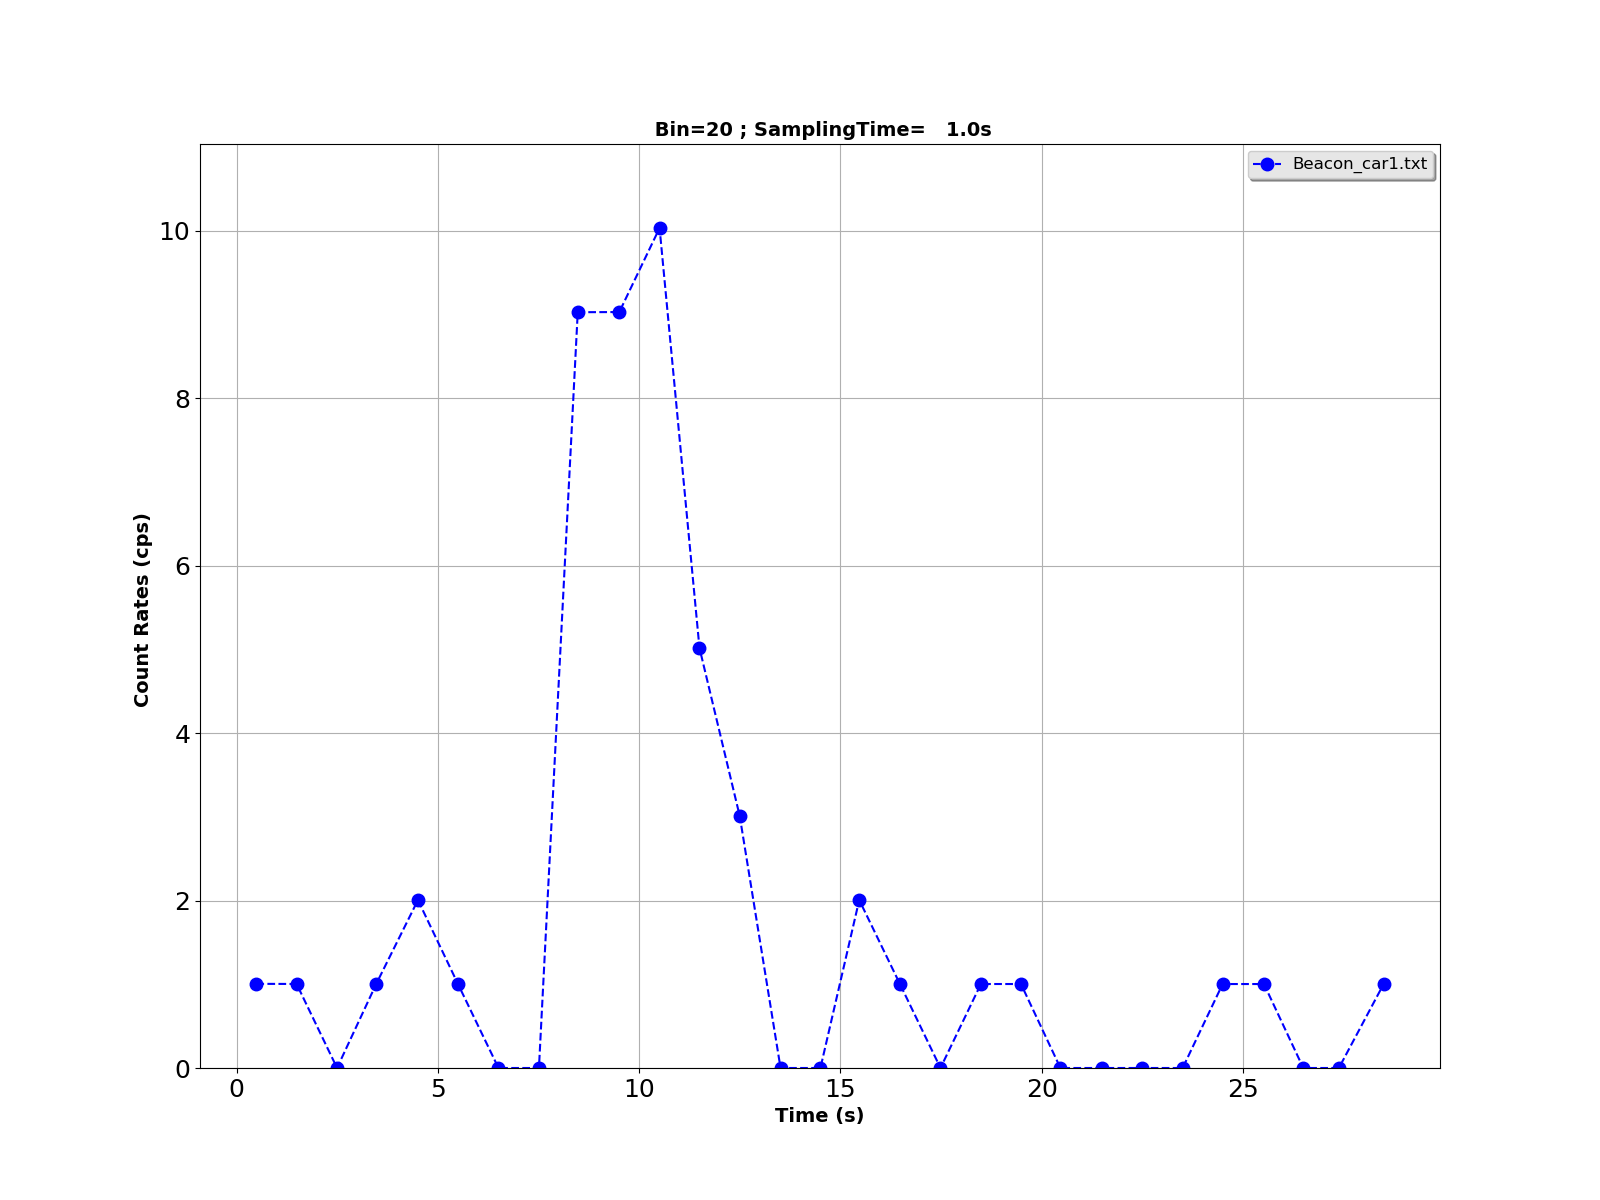 Bin=20 ; SamplingTime=   1.0s
Beacon_car1.txt
10
8
6
4
2
0
Count Rates (cps)
0 5 10 15 20 25
Time (s)